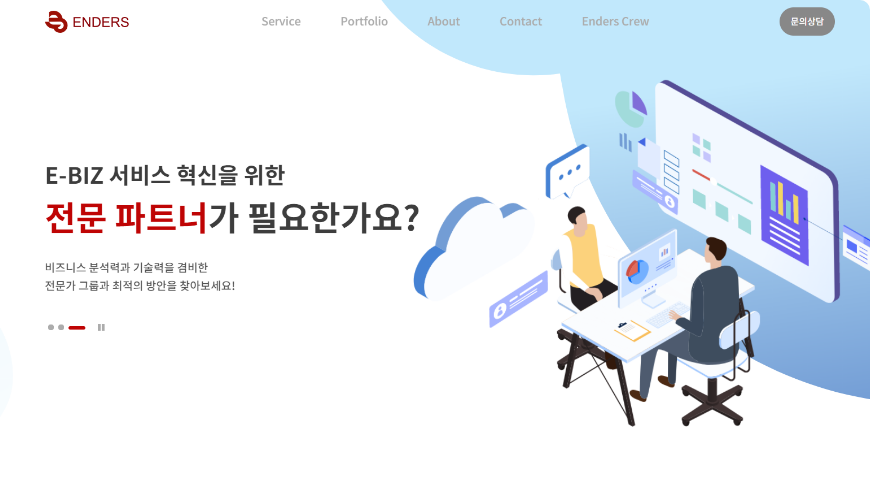 ENDERS
Service
Portfolio
About
Contact
Enders Crew
문의상담
E-BIZ 서비스 혁신을 위한
전문 파트너가 필요한가요?
비즈니스 분석력과 기술력을 겸비한
전문가 그룹과 최적의 방안을 찾아보세요!